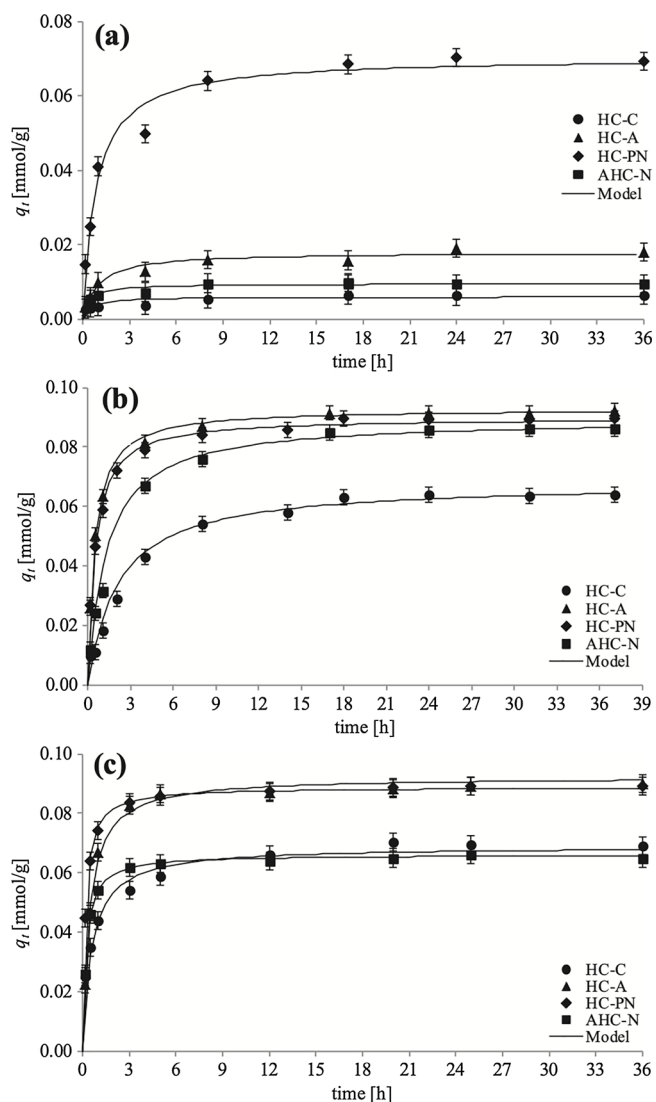 (a)
0.08
0.06
0.04
0.02
0.00
qt [mmol/g]
HC-C
HC-A
HC-PN
AHC-N
Model
0 3 6 9 12 15 18 21 24 27 30 33 36
time [h]
(b)
0.10
0.08
0.06
0.04
0.02
0.00
qt [mmol/g]
HC-C
HC-A
HC-PN
AHC-N
Model
0 3 6 9 12 15 18 21 24 27 30 33 36 39
time [h]
(c)
0.10
0.08
0.06
0.04
0.02
0.00
qt [mmol/g]
HC-C
HC-A
HC-PN
AHC-N
Model
0 3 6 9 12 15 18 21 24 27 30 33 36
time [h]